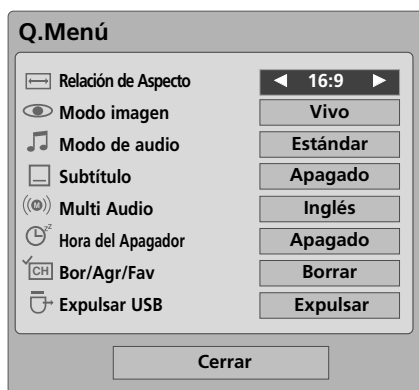 Q.Menú
Relación de Aspecto ◄ 16:9 ►
Modo imagen Vivo
Modo de audio Estándar
Subtítulo Apagado
Multi Audio Inglés
Hora del Apagador Apagado
CH Bor/Agr/Fav Borrar
Expulsar USB Expulsar
Cerrar